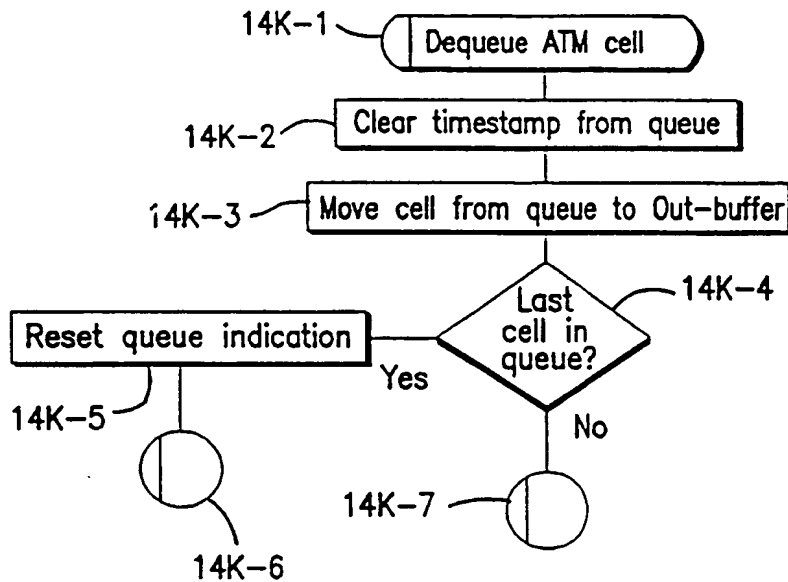 14K-1
Dequeue ATM cell
14K-2
Clear timestamp from queue
14K-3
Move cell from queue to Out-buffer
14K-4
Last
cell in
queue?
Reset queue indication
Yes
14K-5
No
14K-7
14K-6